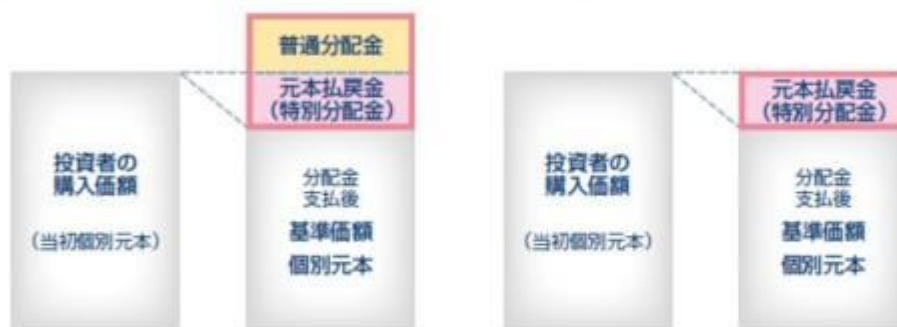 普通分配金
元本払戻金
(特別分配金)
投資者の
購入価額
(当初個別元本)
分配金
支払後
基準価額
個別元本
元本払戻金
(特別分配金)
投資者の
購入価額
(当初個別元本)
分配金
支払後
基準価額
個別元本